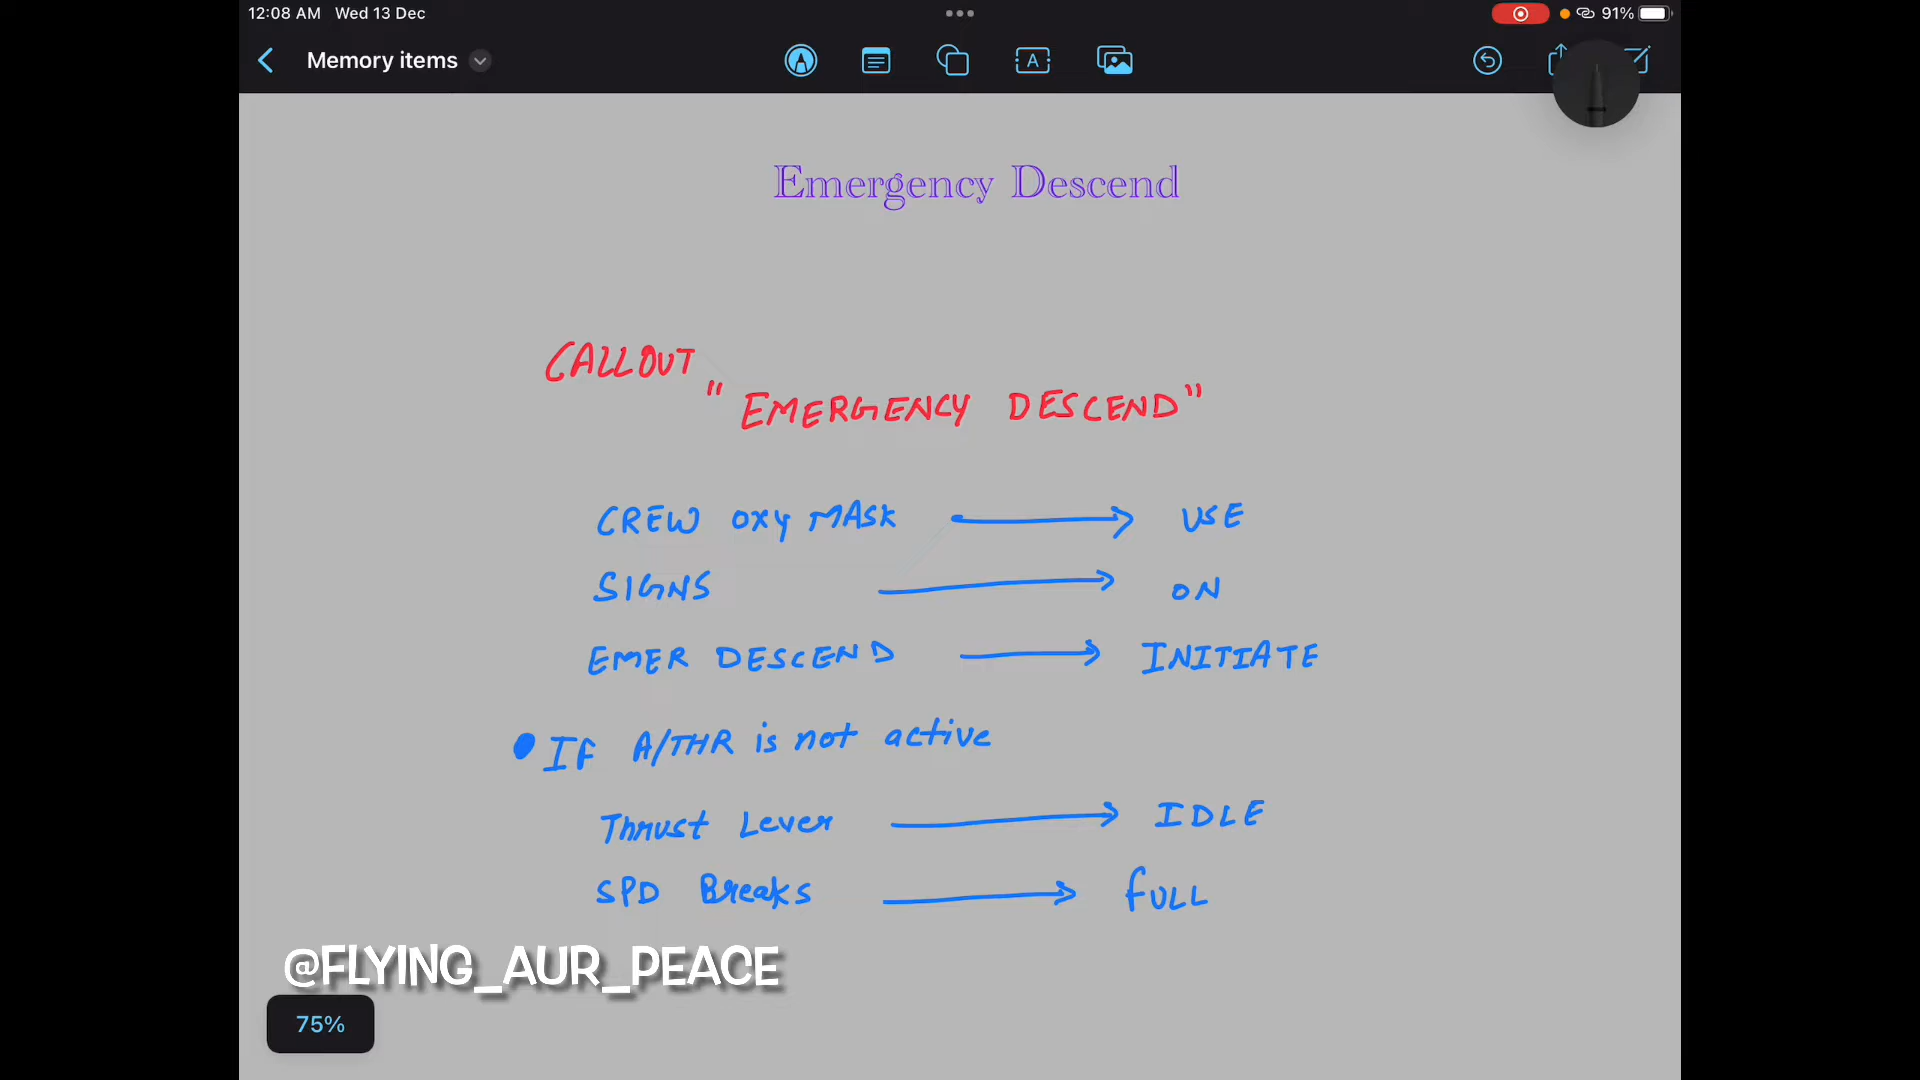 12:08 AM Wed 13 Dec
91%
Memory items
A
Emergency Descend
CALLOUT
"EMERGENCY DESCEND"
CREW OXY MASK → USE
SIGNS → ON
EMER DESCEND → INITIATE
• IF A/THR is not active
Thrust Lever → IDLE
SPD Breaks → fULL
@FLYING_AUR_PEACE
75%